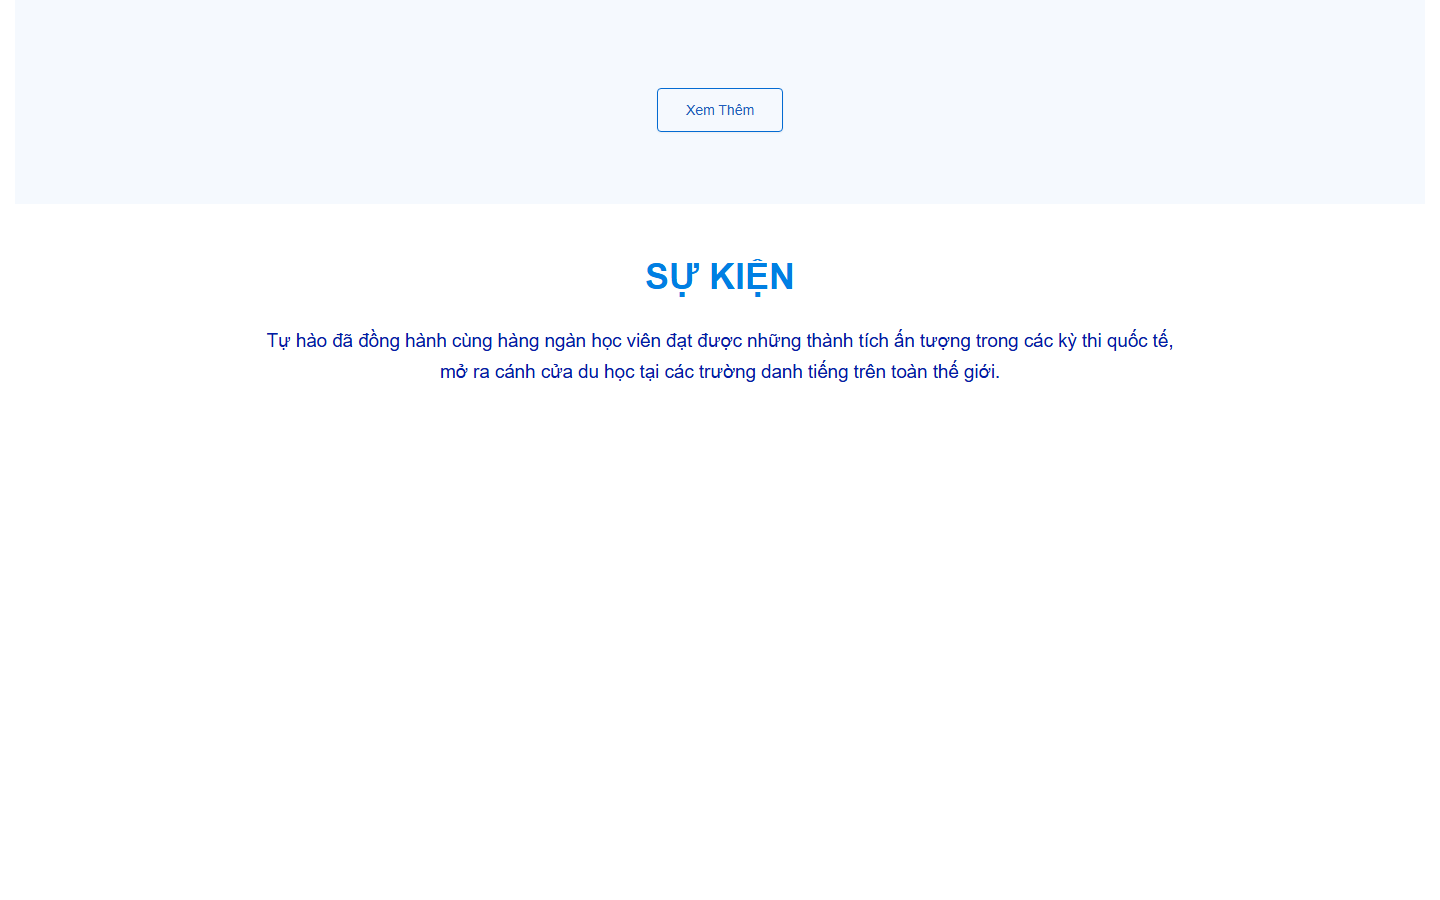 Xem Thêm
SỰ KIỆN
Tự hào đã đồng hành cùng hàng ngàn học viên đạt được những thành tích ấn tượng trong các kỳ thi quốc tế,
mở ra cánh cửa du học tại các trường danh tiếng trên toàn thế giới.